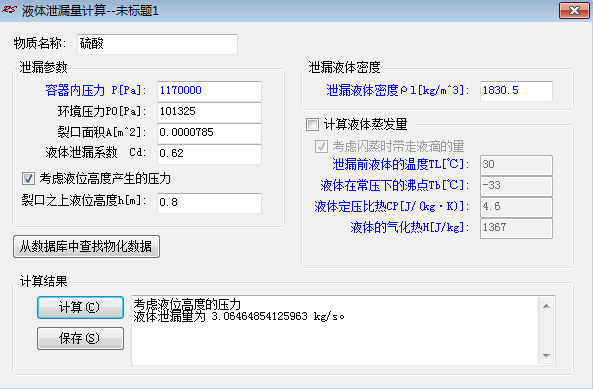 RS 液体泄漏量计算--未标题1
物质名称: 硫酸
泄漏参数
容器内压力 P[Pa]: 1170000
环境压力P0[Pa]: 101325
裂口面积A[m^2]: 0.0000785
液体泄漏系数 Cd: 0.62
考虑液位高度产生的压力
裂口之上液位高度h[m]: 0.8
从数据库中查找物化数据
泄漏液体密度
泄漏液体密度ρl[kg/m^3]: 1830.5
计算液体蒸发量
考虑闪蒸时带走液滴的量
泄漏前液体的温度TL[℃]: 30
液体在常压下的沸点Tb[℃]: -33
液体定压比热CP[J/(kg·K)]: 4.6
液体的气化热H[J/kg]: 1367
计算结果
计算(C)
保存(S)
考虑液位高度的压力
液体泄漏量为 3.06464854125963 kg/s。